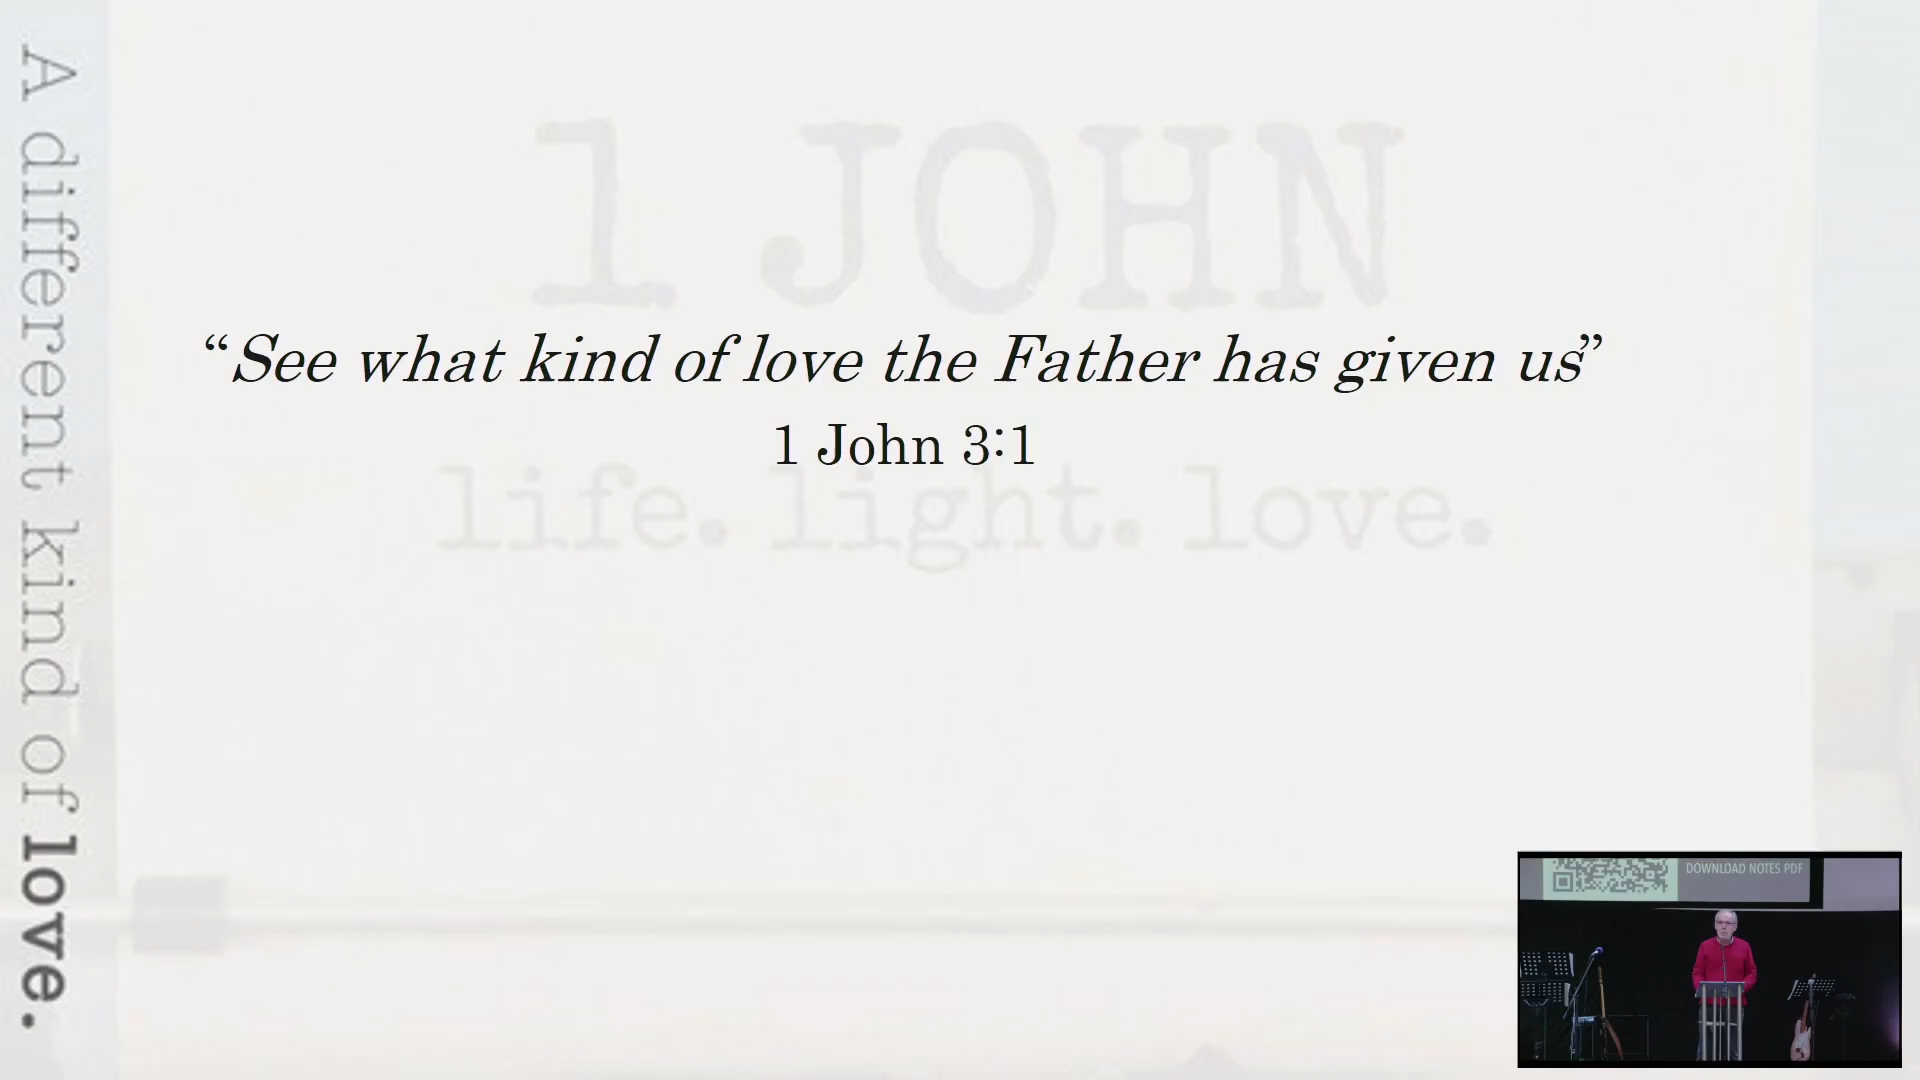 A different kind of love.
1 JOHN
“See what kind of love the Father has given us”
1 John 3:1
life. light. love.
DOWNLOAD NOTES PDF